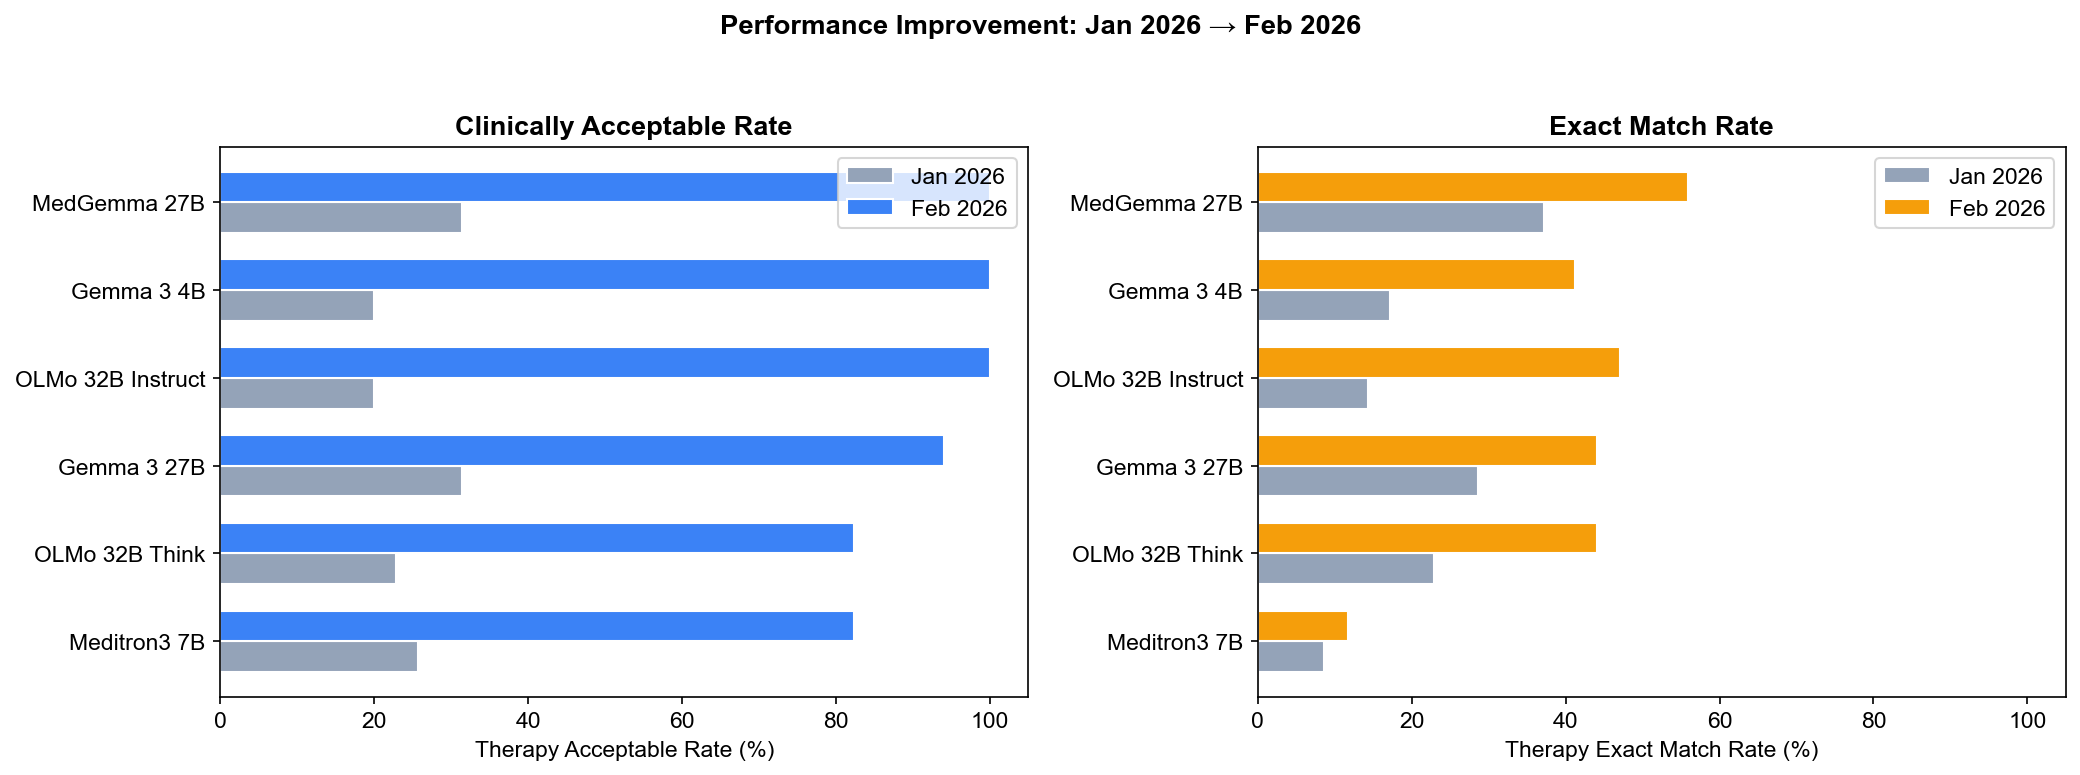 Performance Improvement: Jan 2026 → Feb 2026
Clinically Acceptable Rate
Jan 2026
Feb 2026
MedGemma 27B
Gemma 3 4B
OLMo 32B Instruct
Gemma 3 27B
OLMo 32B Think
Meditron3 7B
0 20 40 60 80 100
Therapy Acceptable Rate (%)
Exact Match Rate
Jan 2026
Feb 2026
MedGemma 27B
Gemma 3 4B
OLMo 32B Instruct
Gemma 3 27B
OLMo 32B Think
Meditron3 7B
0 20 40 60 80 100
Therapy Exact Match Rate (%)